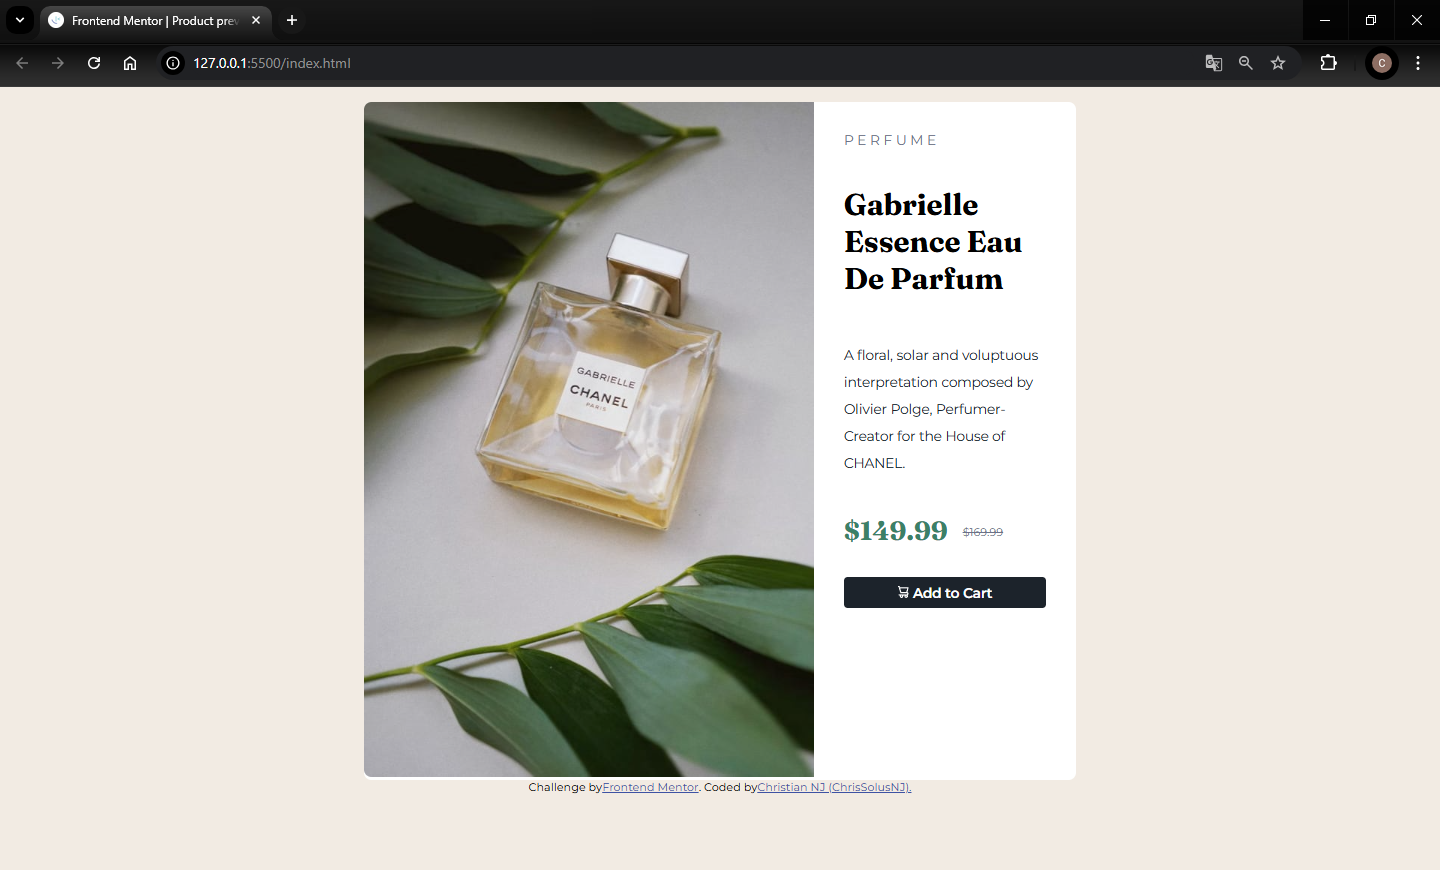 Frontend Mentor | Product prev
127.0.0.1:5500/index.html
C
PERFUME
Gabrielle
Essence Eau
De Parfum
A floral, solar and voluptuous
interpretation composed by
Olivier Polge, Perfumer-
Creator for the House of
CHANEL.
$149.99 $169.99
Add to Cart
GABRIELLE
CHANEL
PARIS
Challenge byFrontend Mentor. Coded byChristian NJ (ChrisSolusNJ).